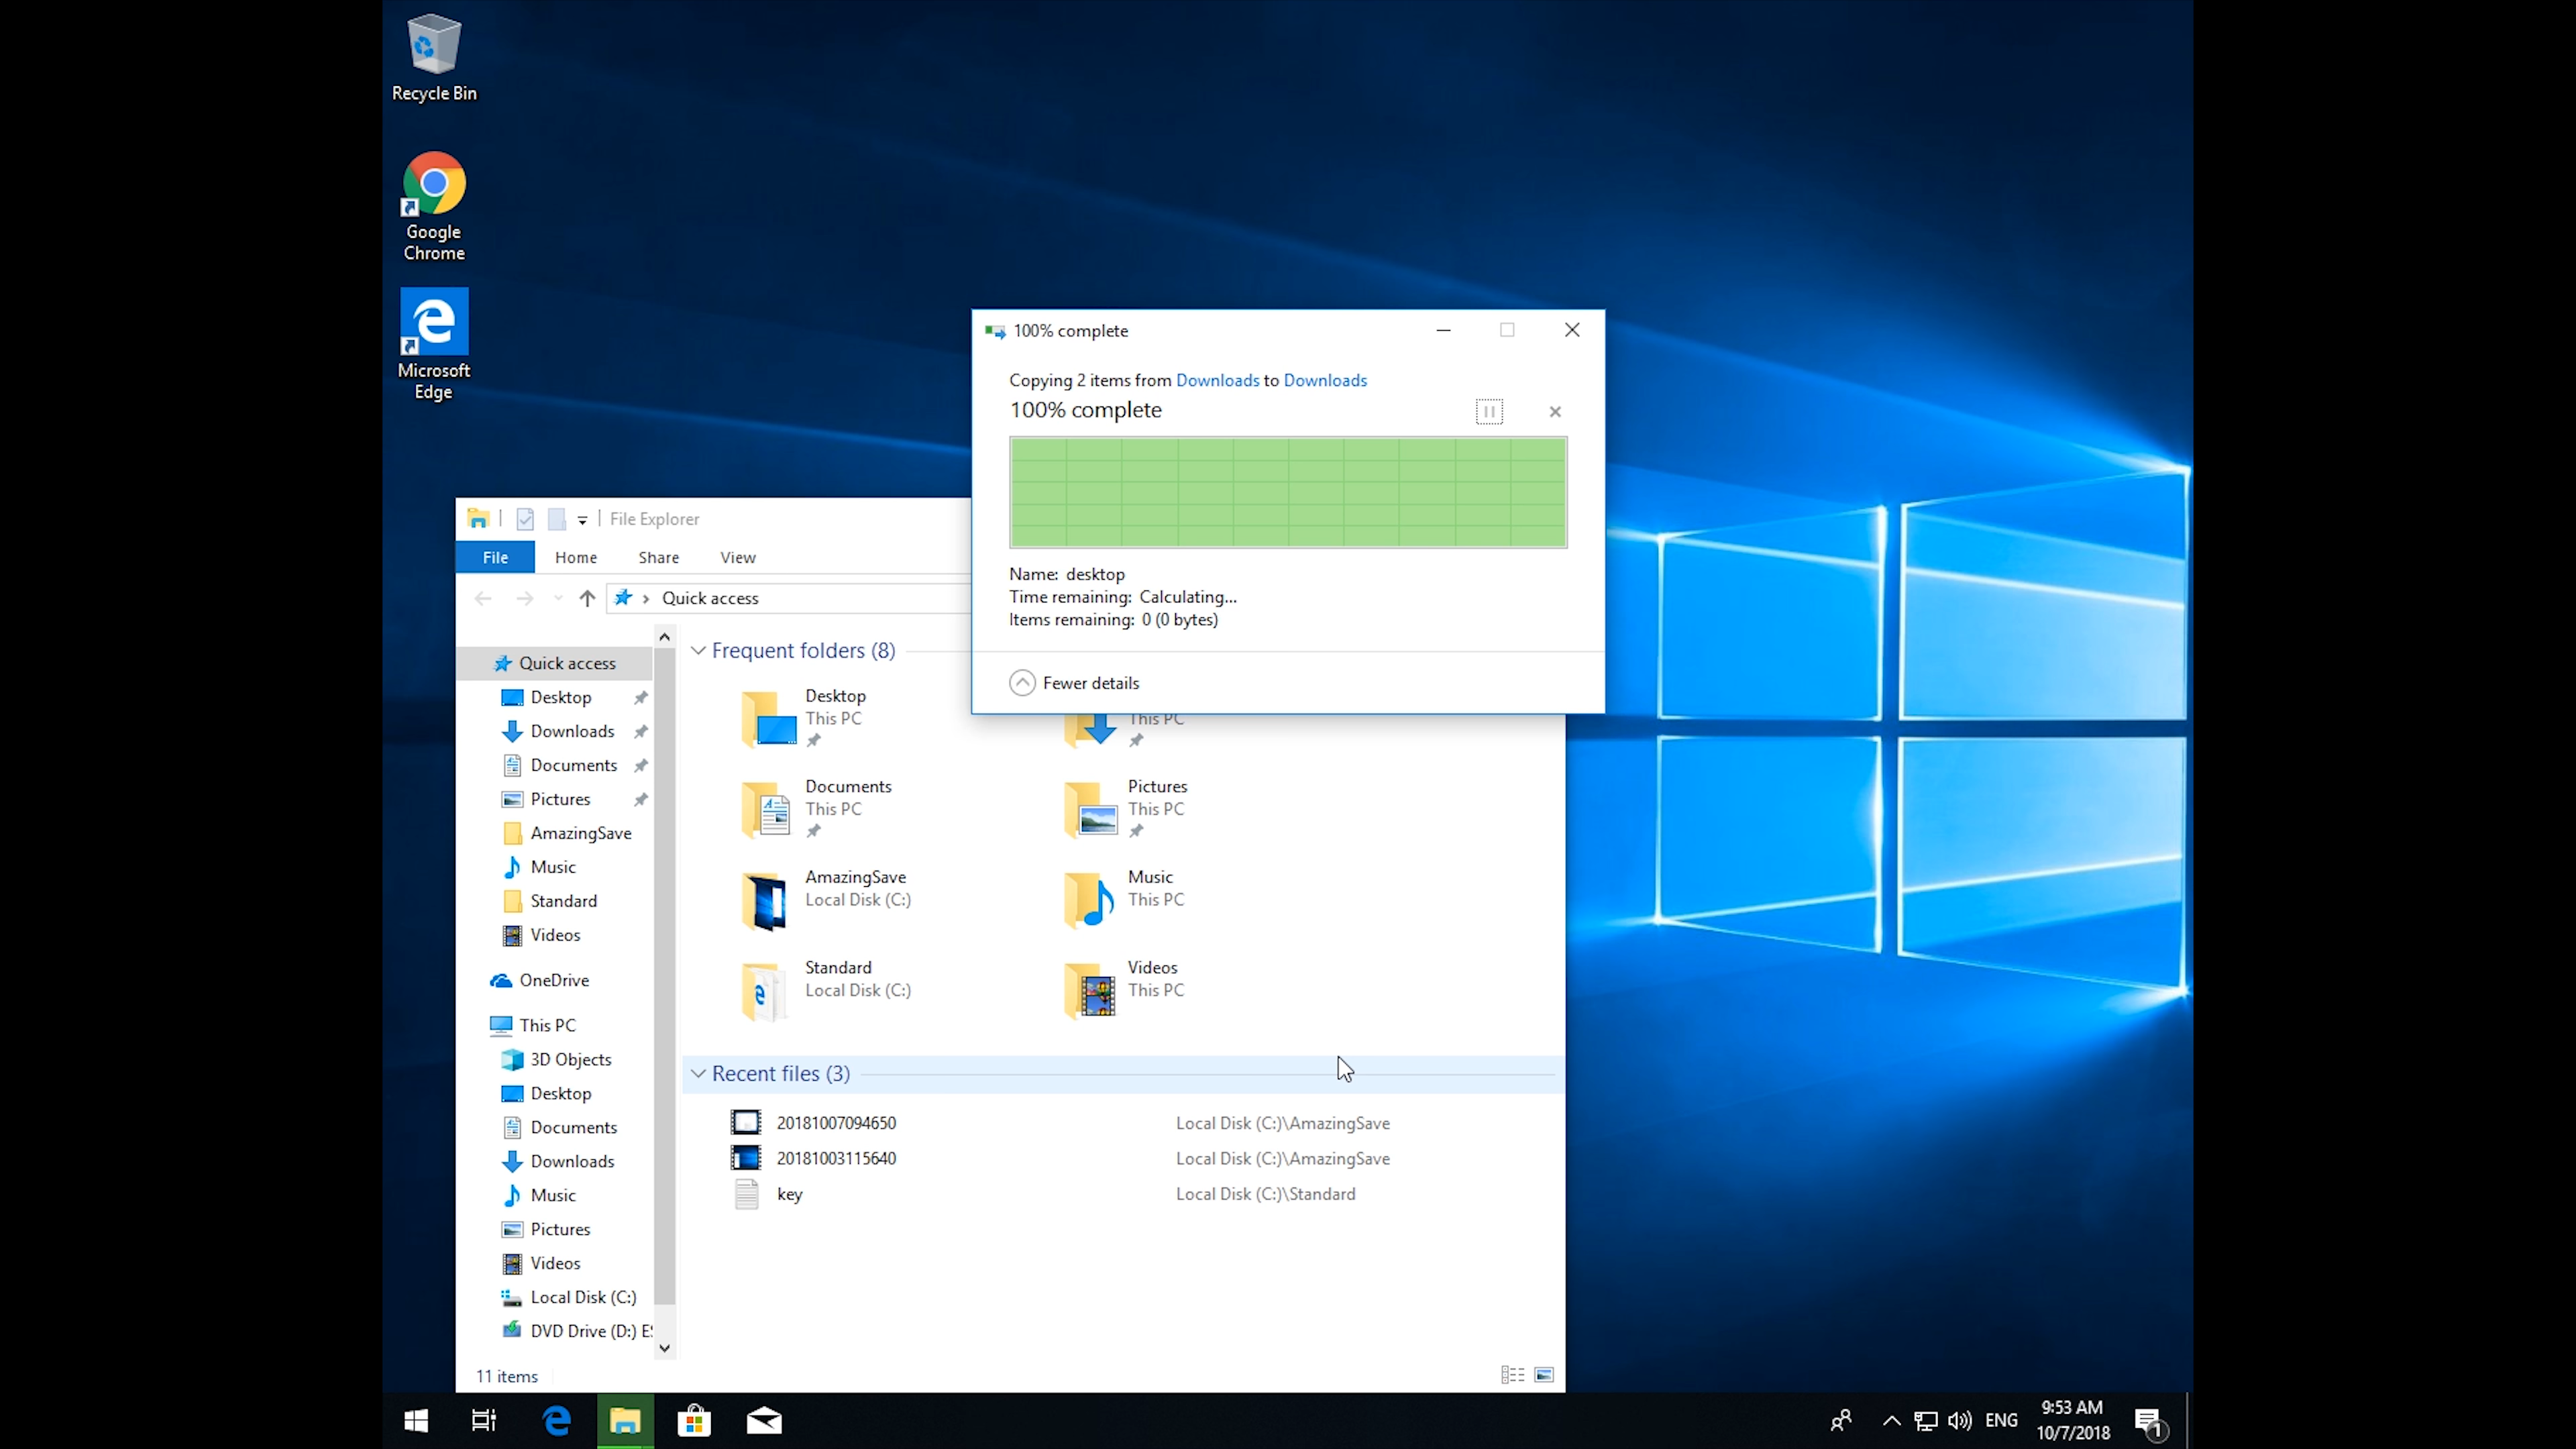 Recycle Bin
Google
Chrome
Microsoft
Edge
100% complete
Copying 2 items from Downloads to Downloads
100% complete
Name: desktop
Time remaining: Calculating...
Items remaining: 0 (0 bytes)
Fewer details
File Explorer
File Home Share View
Quick access
Quick access
Desktop
Downloads
Documents
Pictures
AmazingSave
Music
Standard
Videos
OneDrive
This PC
3D Objects
Desktop
Documents
Downloads
Music
Pictures
Videos
Local Disk (C:)
DVD Drive (D:)
Frequent folders (8)
Desktop
This PC
This PC
Documents
This PC
Pictures
This PC
AmazingSave
Local Disk (C:)
Music
This PC
Standard
Local Disk (C:)
Videos
This PC
Recent files (3)
20181007094650 Local Disk (C:)\AmazingSave
20181003115640 Local Disk (C:)\AmazingSave
key Local Disk (C:)\Standard
11 items
ENG
9:53 AM
10/7/2018
1